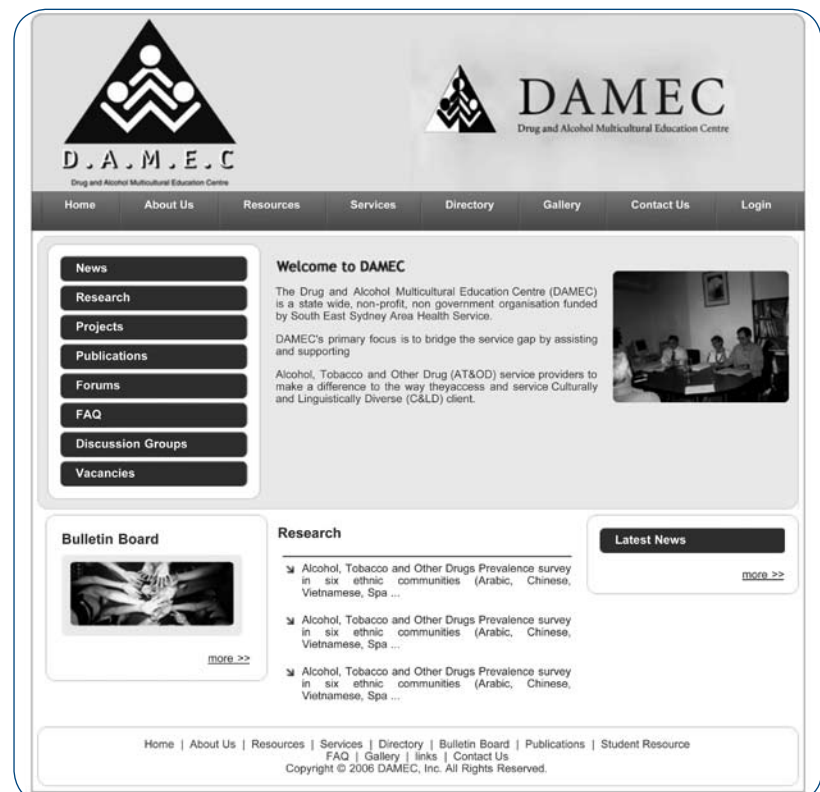 D.A.M.E.C
Drug and Alcohol Multicultural Education Centre
DAMEC
Drug and Alcohol Multicultural Education Centre
Home About Us Resources Services Directory Gallery Contact Us Login
News
Research
Projects
Publications
Forums
FAQ
Discussion Groups
Vacancies
Welcome to DAMEC
The Drug and Alcohol Multicultural Education Centre (DAMEC)
is a state wide, non-profit, non government organisation funded
by South East Sydney Area Health Service.
DAMEC's primary focus is to bridge the service gap by assisting
and supporting
Alcohol, Tobacco and Other Drug (AT&OD) service providers to
make a difference to the way theyaccess and service Culturally
and Linguistically Diverse (C&LD) client.
Bulletin Board
more >>
Research
Alcohol, Tobacco and Other Drugs Prevalence survey
in six ethnic communities (Arabic, Chinese,
Vietnamese, Spa ...
Alcohol, Tobacco and Other Drugs Prevalence survey
in six ethnic communities (Arabic, Chinese,
Vietnamese, Spa ...
Alcohol, Tobacco and Other Drugs Prevalence survey
in six ethnic communities (Arabic, Chinese,
Vietnamese, Spa ...
Latest News
more >>
Home | About Us | Resources | Services | Directory | Bulletin Board | Publications | Student Resource
FAQ | Gallery | links | Contact Us
Copyright © 2006 DAMEC, Inc. All Rights Reserved.